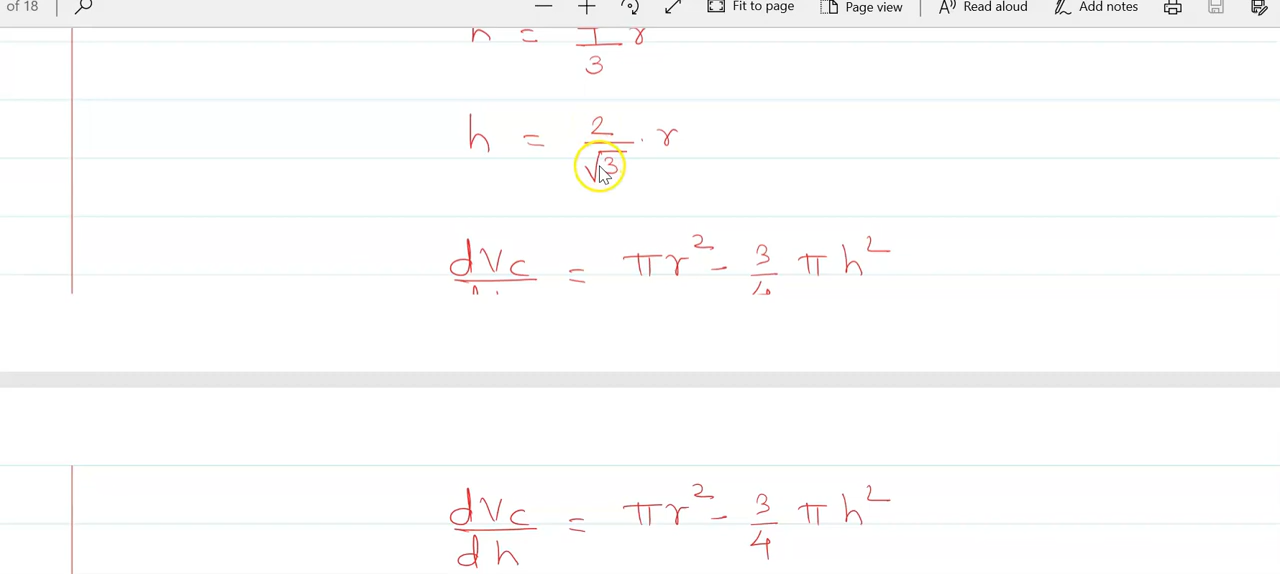 of 18 Fit to page Page view Read aloud Add notes
3
h = 2/√3 · r
dVc = πr² - 3/4 πh²
dVc/dh = πr² - 3/4 πh²